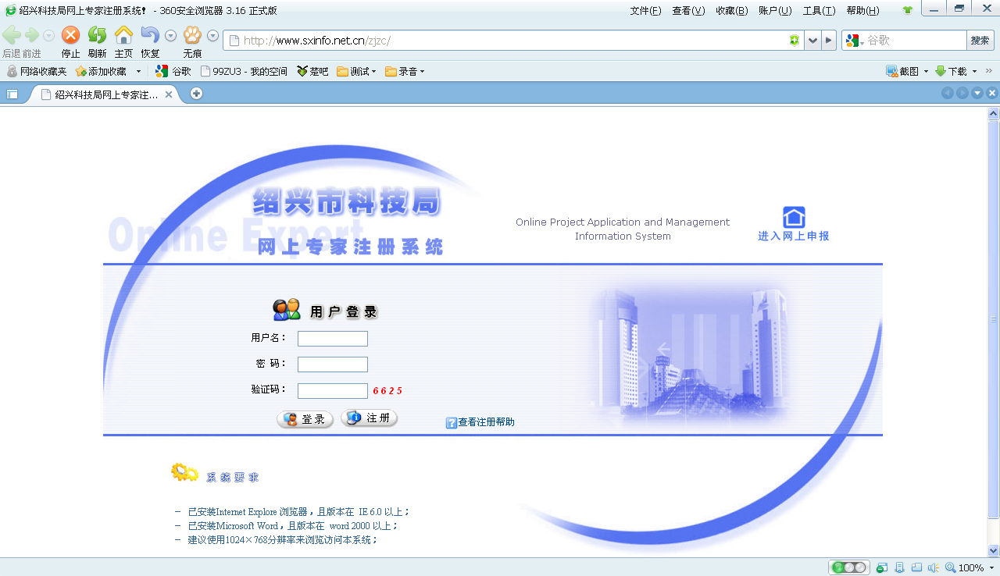 绍兴科技局网上专家注册系统! - 360安全浏览器 3.16 正式版
文件(F) 查看(V) 收藏(B) 账户(U) 工具(T) 帮助(H)
http://www.sxinfo.net.cn/zjzc/
谷歌
搜索
后退 前进 停止 刷新 主页 恢复 无痕
网络收藏夹 添加收藏 谷歌 99ZU3 - 我的空间 楚吧 测试 录音 截图 下载 »
绍兴科技局网上专家注...
绍兴市科技局
Online Expert
网上专家注册系统
Online Project Application and Management
Information System
进入网上申报
用户登录
用户名：
密 码：
验证码： 6625
登录 注册
查看注册帮助
系统要求
－ 已安装Internet Explore 浏览器，且版本在 IE 6.0 以上；
－ 已安装Microsoft Word，且版本在 word 2000 以上；
－ 建议使用1024×768分辨率来浏览访问本系统；
100%